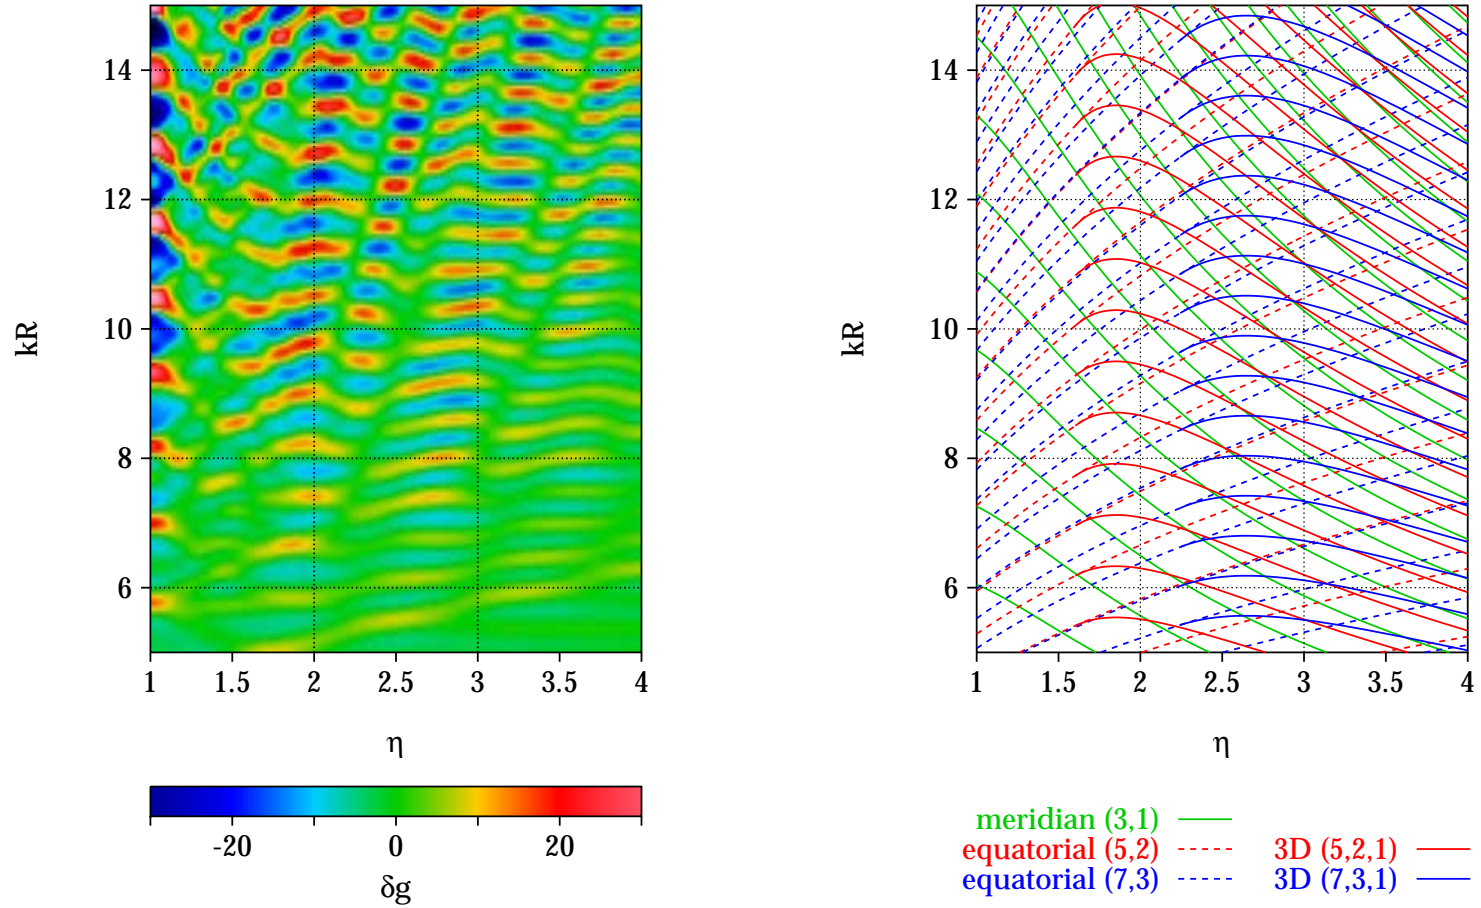 14
12
10
8
6
kR
1 1.5 2 2.5 3 3.5 4
η
-20 0 20
δg
14
12
10
8
6
kR
1 1.5 2 2.5 3 3.5 4
η
meridian (3,1)
equatorial (5,2) 3D (5,2,1)
equatorial (7,3) 3D (7,3,1)